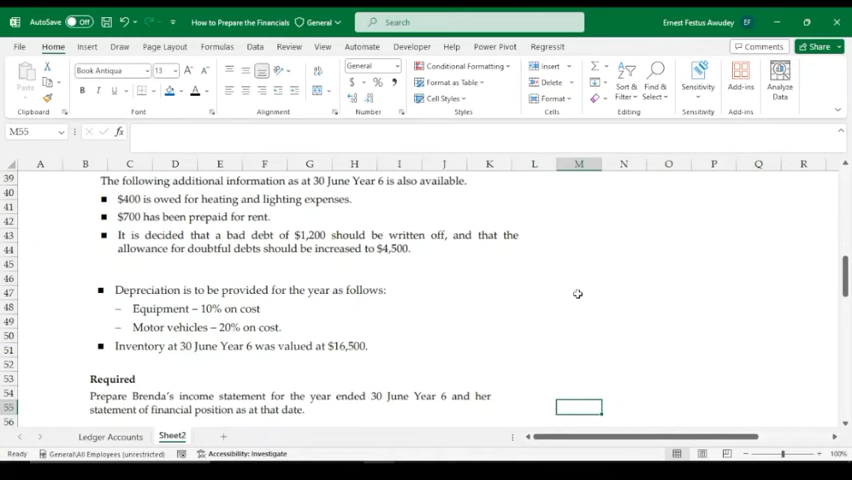 AutoSave Off How to Prepare the Financials General Search Ernest Festus Awudey EF
File Home Insert Draw Page Layout Formulas Data Review View Automate Developer Help Power Pivot RegressIt Comments Share
Paste Book Antiqua 13 A A General Conditional Formatting Insert Sort & Find & Sensitivity Add-ins Analyze
B I U A $ % Format as Table Delete Filter Select Data
Cell Styles Format
Clipboard Font Alignment Number Styles Cells Editing Sensitivity Add-ins
M55 fx
A B C D E F G H I J K L M N O P Q R
39 The following additional information as at 30 June Year 6 is also available.
40 ■ $400 is owed for heating and lighting expenses.
41 ■ $700 has been prepaid for rent.
42
43 ■ It is decided that a bad debt of $1,200 should be written off, and that the
44 allowance for doubtful debts should be increased to $4,500.
45
46
47 ■ Depreciation is to be provided for the year as follows:
48 – Equipment – 10% on cost
49 – Motor vehicles – 20% on cost.
50
51 ■ Inventory at 30 June Year 6 was valued at $16,500.
52
53 Required
54 Prepare Brenda's income statement for the year ended 30 June Year 6 and her
55 statement of financial position as at that date.
56
Ledger Accounts Sheet2 +
Ready General\All Employees (unrestricted) Accessibility: Investigate 100%